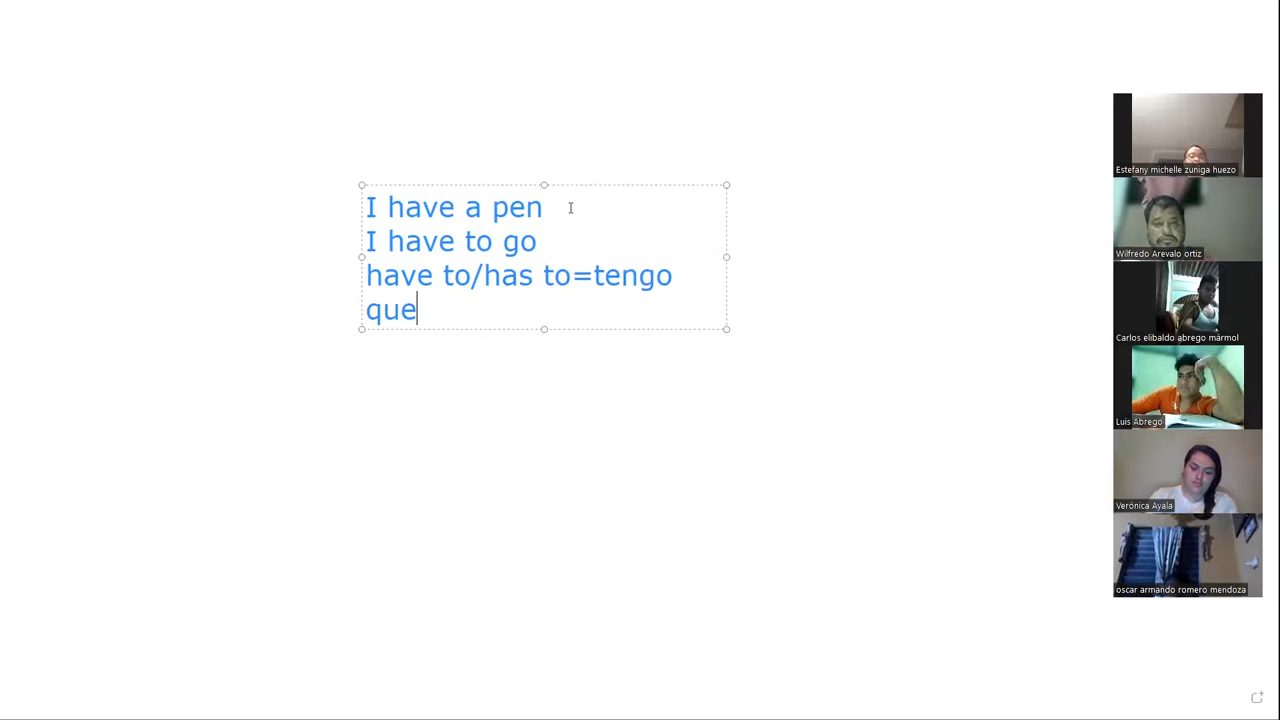 I have a pen
I have to go
have to/has to=tengo
que
Estefany michelle zuniga huezo
Wilfredo Arevalo ortiz
Carlos elibaldo abrego mármol
Luis Abrego
Verónica Ayala
oscar armando romero mendoza